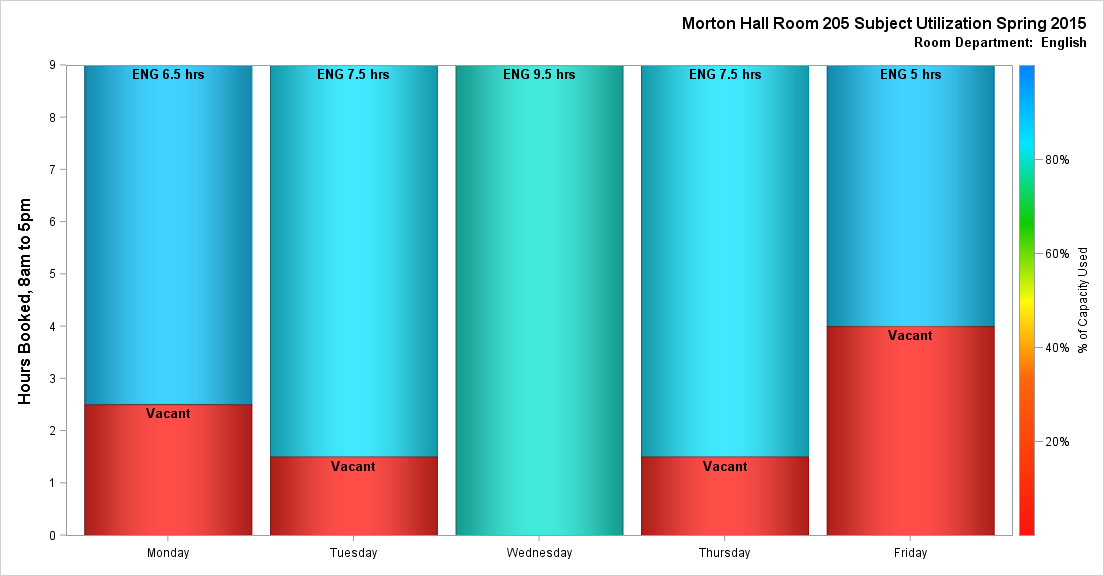 Morton Hall Room 205 Subject Utilization Spring 2015
Room Department:  English
Hours Booked, 8am to 5pm
9
8
7
6
5
4
3
2
1
0
ENG 6.5 hrs
ENG 7.5 hrs
ENG 9.5 hrs
ENG 7.5 hrs
ENG 5 hrs
Vacant
Vacant
Vacant
Vacant
Monday
Tuesday
Wednesday
Thursday
Friday
80%
60%
40%
20%
% of Capacity Used